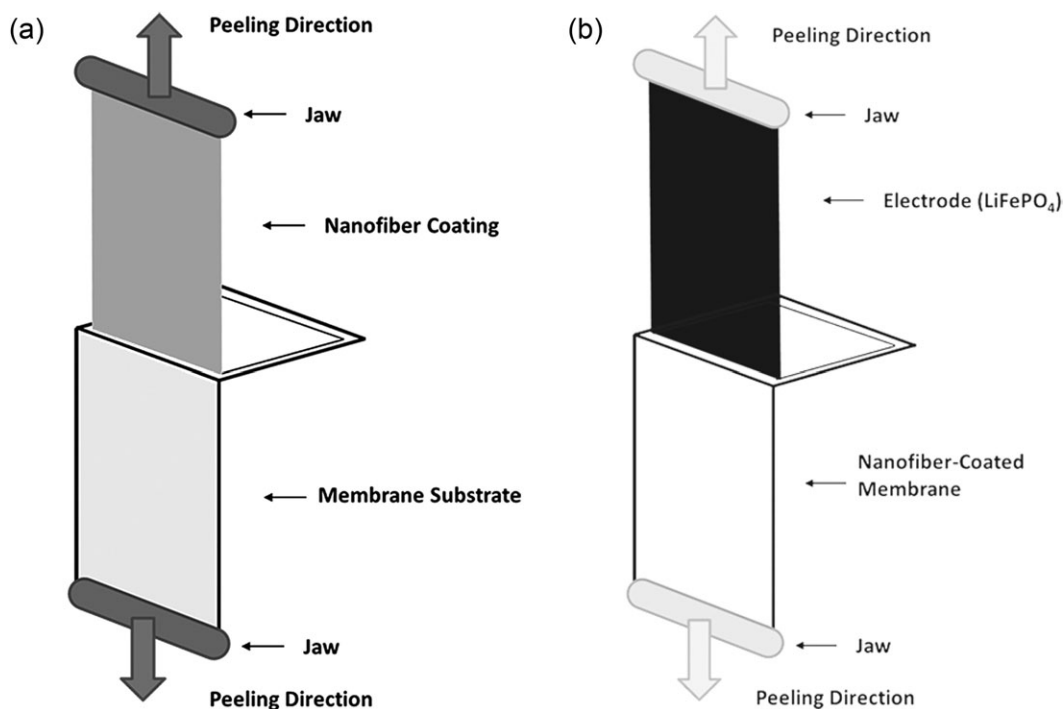 (a)
Peeling Direction
Jaw
Nanofiber Coating
Membrane Substrate
Jaw
Peeling Direction
(b)
Peeling Direction
Jaw
Electrode (LiFePO₄)
Nanofiber-Coated
Membrane
Jaw
Peeling Direction